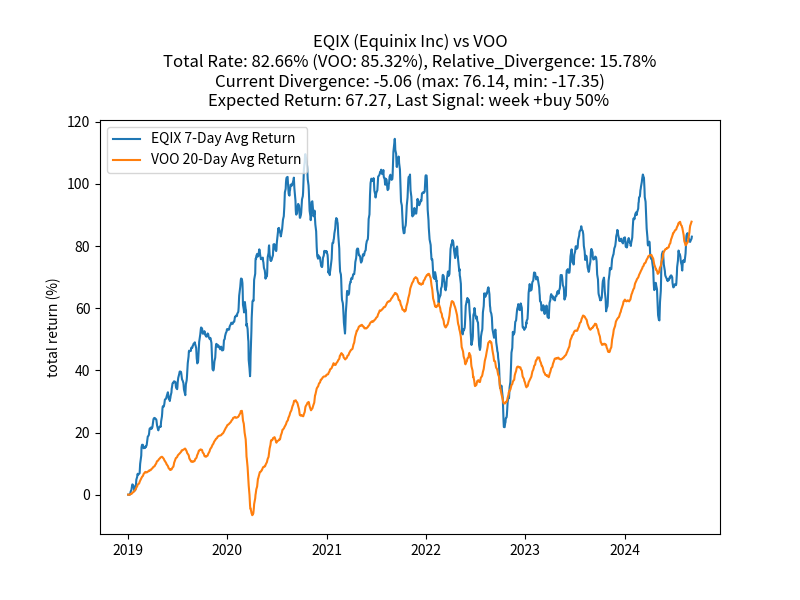 EQIX (Equinix Inc) vs VOO
Total Rate: 82.66% (VOO: 85.32%), Relative_Divergence: 15.78%
Current Divergence: -5.06 (max: 76.14, min: -17.35)
Expected Return: 67.27, Last Signal: week +buy 50%
EQIX 7-Day Avg Return
VOO 20-Day Avg Return
total return (%)
120
100
80
60
40
20
0
2019 2020 2021 2022 2023 2024